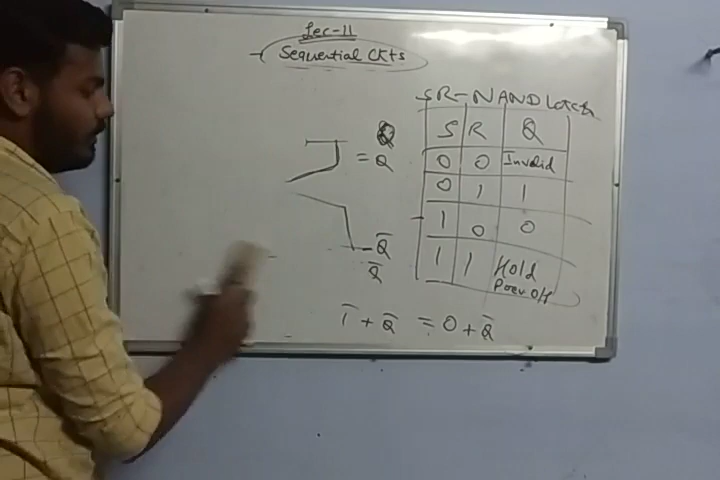 Lec-11
Sequential CKTs
SR-NAND Latch
S R Q
0 0 Invalid
0 1 1
1 0 0
1 1 Hold
Prev O/P
Q
= Q
Q̅
Q̅
1̅ + Q̅ = 0 + Q̅